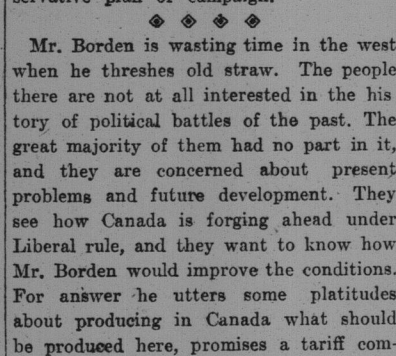 servative plan of campaign.
Mr. Borden is wasting time in the west
when he threshes old straw. The people
there are not at all interested in the his
tory of political battles of the past. The
great majority of them had no part in it,
and they are concerned about present
problems and future development. They
see how Canada is forging ahead under
Liberal rule, and they want to know how
Mr. Borden would improve the conditions.
For answer he utters some platitudes
about producing in Canada what should
be produced here, promises a tariff com-